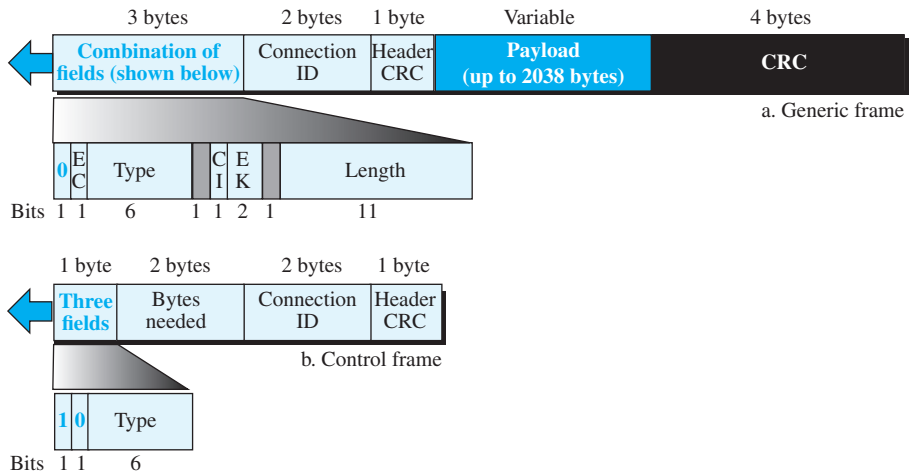 3 bytes 2 bytes 1 byte Variable 4 bytes
Combination of fields (shown below) Connection ID Header CRC Payload (up to 2038 bytes) CRC
a. Generic frame
0 EC Type CI EK Length
Bits 1 1 6 1 1 2 1 11
1 byte 2 bytes 2 bytes 1 byte
Three fields Bytes needed Connection ID Header CRC
b. Control frame
1 0 Type
Bits 1 1 6